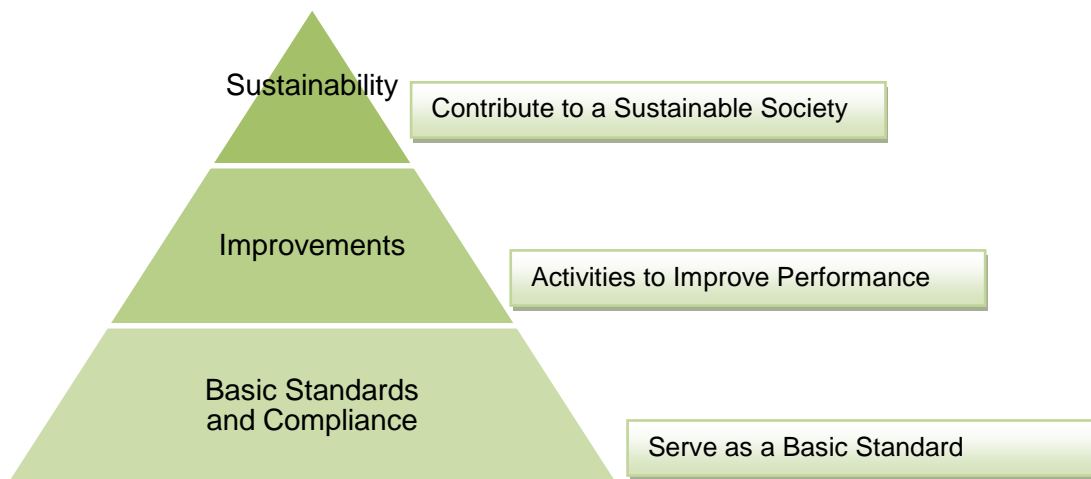 Sustainability
Contribute to a Sustainable Society
Improvements
Activities to Improve Performance
Basic Standards
and Compliance
Serve as a Basic Standard